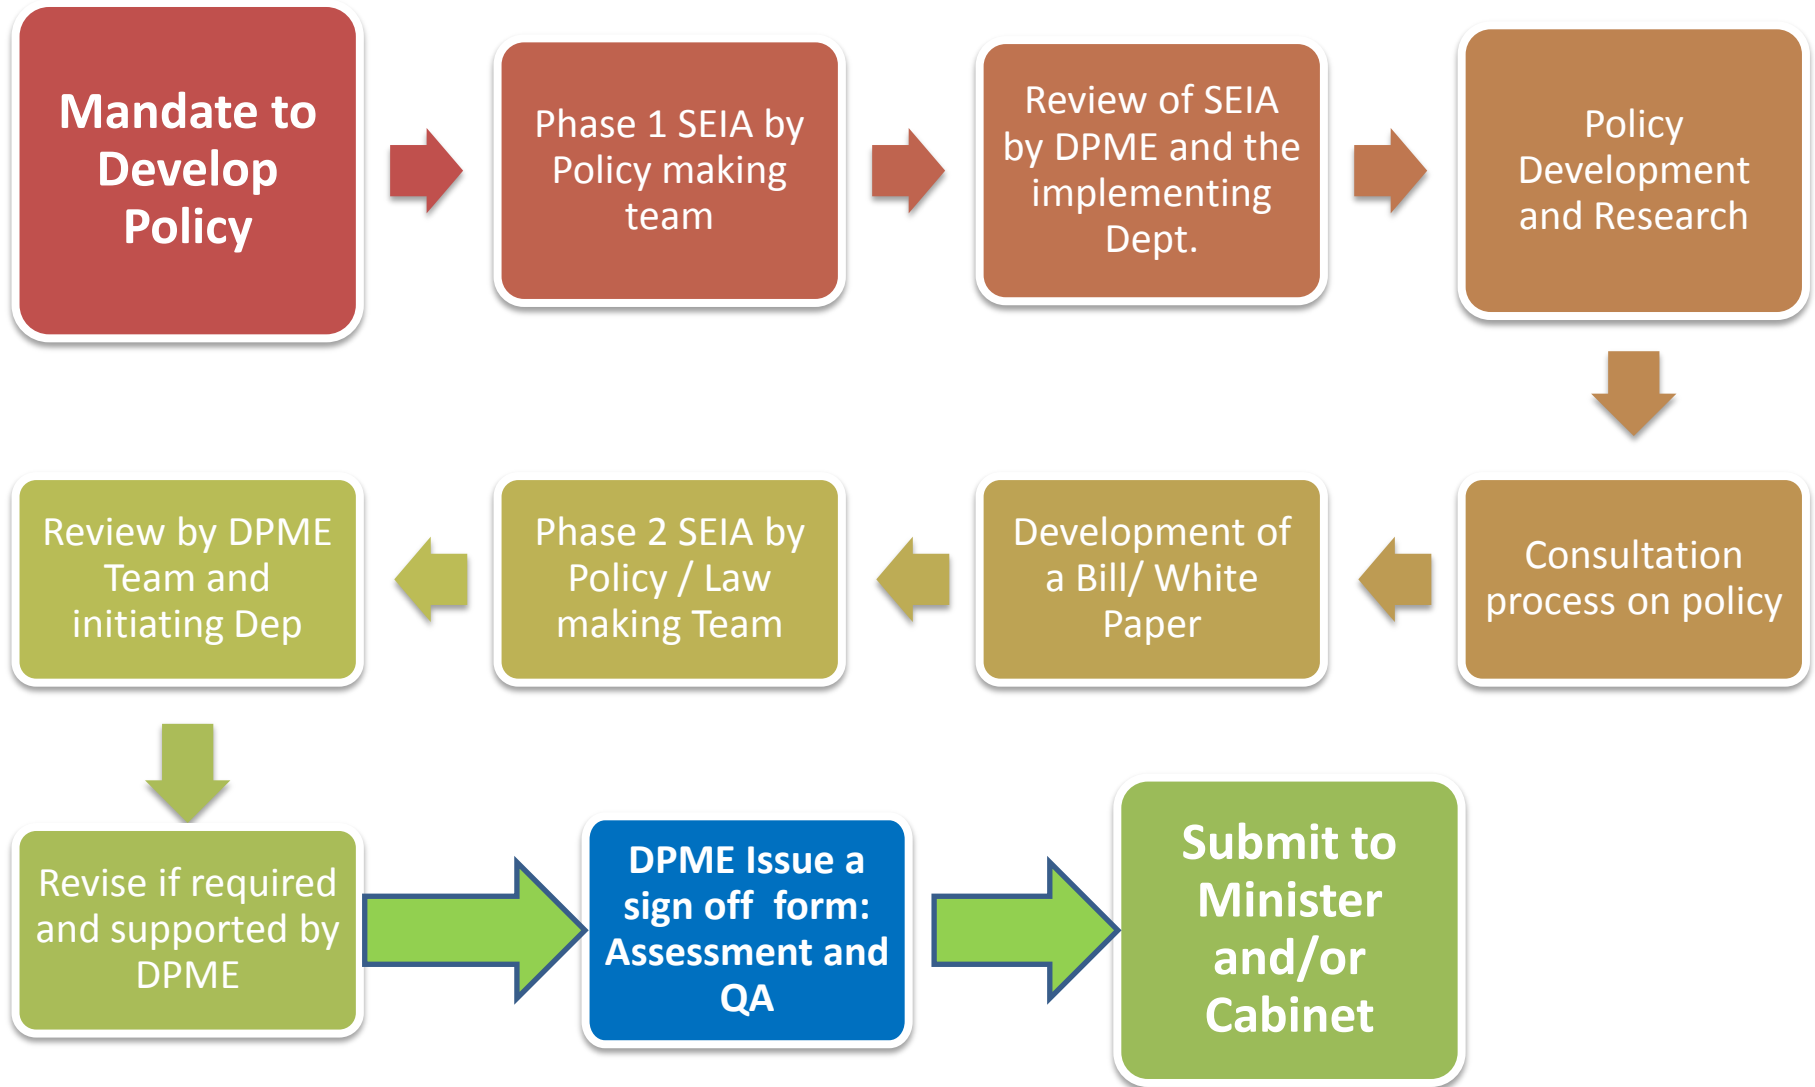 Mandate to
Develop
Policy
Phase 1 SEIA by
Policy making
team
Review of SEIA
by DPME and the
implementing
Dept.
Policy
Development
and Research
Consultation
process on policy
Development of
a Bill/ White
Paper
Phase 2 SEIA by
Policy / Law
making Team
Review by DPME
Team and
initiating Dep
Revise if required
and supported by
DPME
DPME Issue a
sign off  form:
Assessment and
QA
Submit to
Minister
and/or
Cabinet